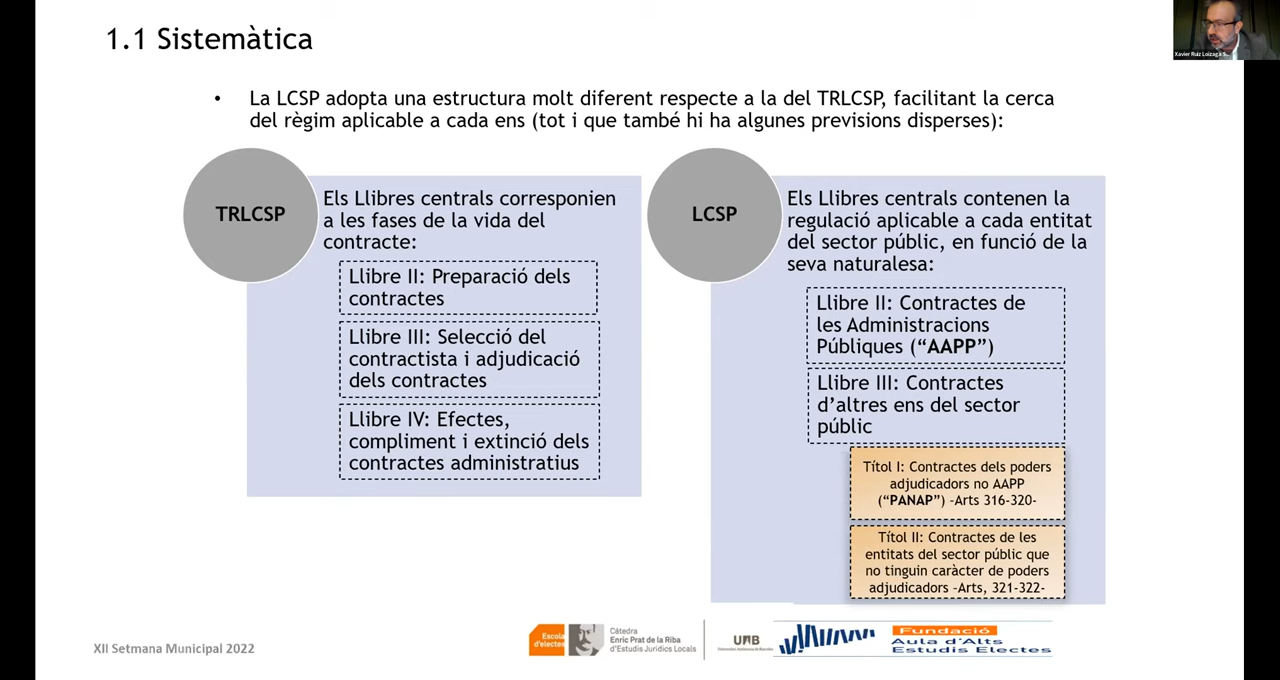 1.1 Sistemàtica
• La LCSP adopta una estructura molt diferent respecte a la del TRLCSP, facilitant la cerca
del règim aplicable a cada ens (tot i que també hi ha algunes previsions disperses):
TRLCSP
Els Llibres centrals corresponien
a les fases de la vida del
contracte:
Llibre II: Preparació dels
contractes
Llibre III: Selecció del
contractista i adjudicació
dels contractes
Llibre IV: Efectes,
compliment i extinció dels
contractes administratius
LCSP
Els Llibres centrals contenen la
regulació aplicable a cada entitat
del sector públic, en funció de la
seva naturalesa:
Llibre II: Contractes de
les Administracions
Públiques (“AAPP”)
Llibre III: Contractes
d’altres ens del sector
públic
Títol I: Contractes dels poders
adjudicadors no AAPP
(“PANAP”) –Arts 316-320-
Títol II: Contractes de les
entitats del sector públic que
no tinguin caràcter de poders
adjudicadors –Arts, 321-322-
XII Setmana Municipal 2022
Escola
d'electes
Càtedra
Enric Prat de la Riba
d'Estudis Jurídics Locals
UAB
Universitat Autònoma de Barcelona
Fundació
Aula d'Alts
Estudis Electes
Xavier Ruiz Loizaga S...